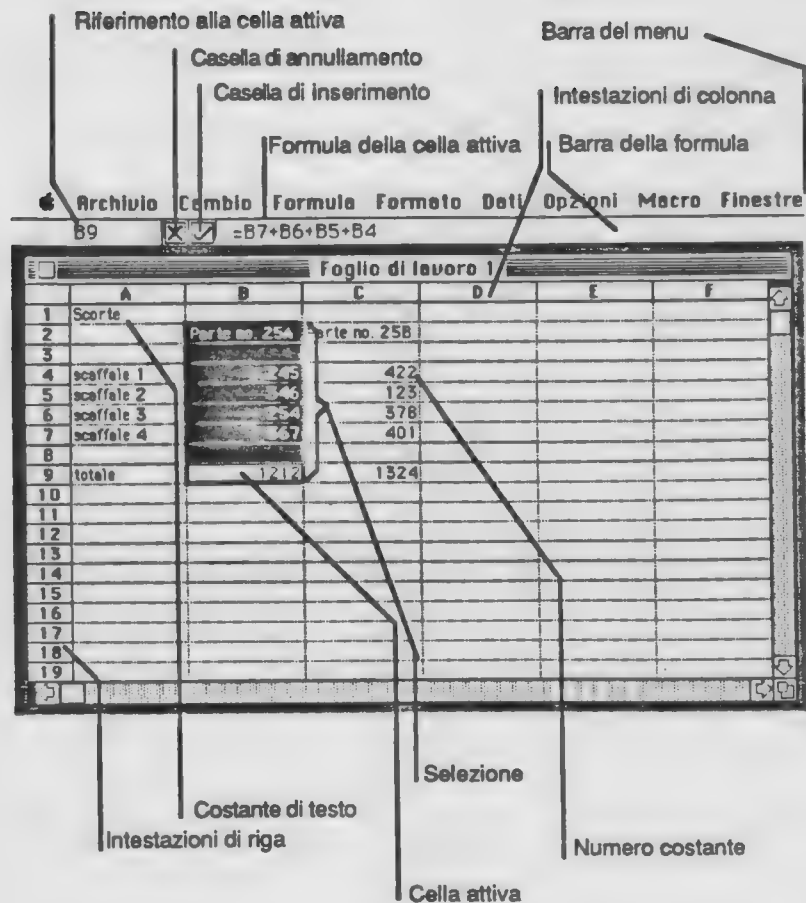 Riferimento alla cella attiva
Barra del menu
Casella di annullamento
Casella di inserimento
Intestazioni di colonna
Formula della cella attiva
Barra della formula
Archivio Cambio Formula Formato Dati Opzioni Macro Finestre
B9 =B7+B6+B5+B4
Foglio di lavoro 1
A B C D E F
1 Scorte
2 Parte no. 25A arte no. 25B
3
4 scaffale 1 422
5 scaffale 2 123
6 scaffale 3 378
7 scaffale 4 401
8
9 totale 1212 1324
10
11
12
13
14
15
16
17
18
19
Selezione
Costante di testo
Intestazioni di riga
Numero costante
Cella attiva